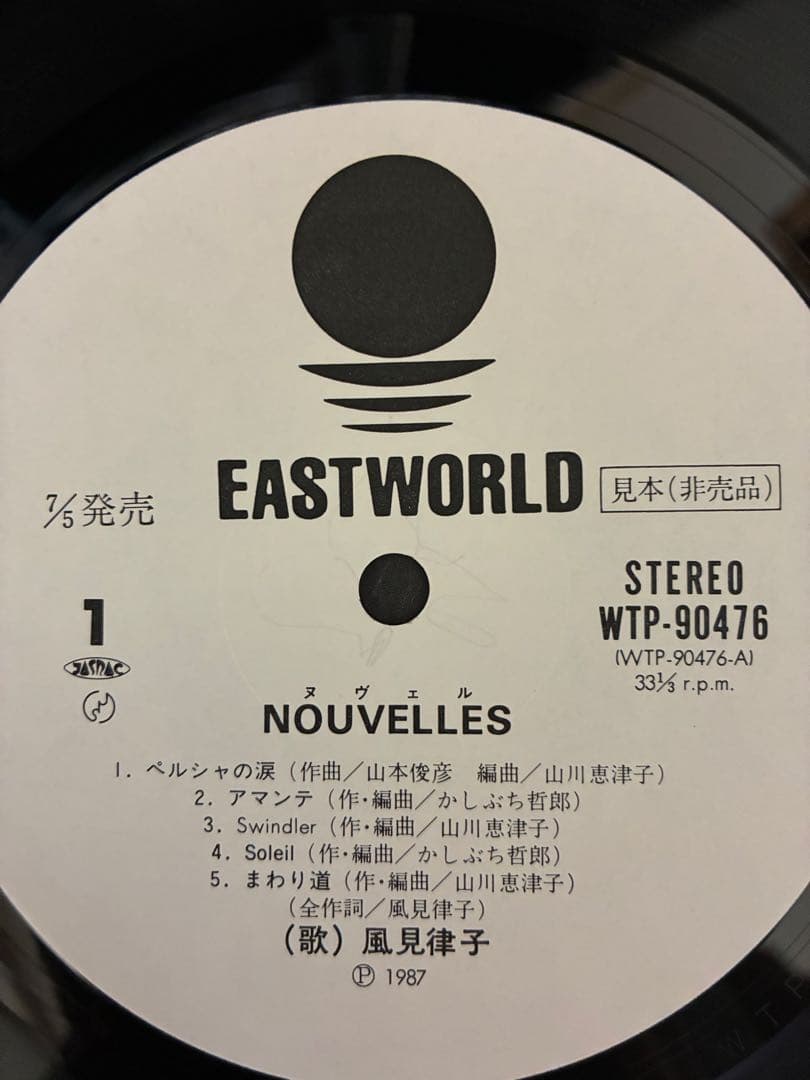 EASTWORLD
7/5発売
見本(非売品)
1
JASRAC
STEREO
WTP-90476
(WTP-90476-A)
33⅓ r.p.m.
ヌヴェル
NOUVELLES
1. ペルシャの涙 (作曲/山本俊彦 編曲/山川恵津子)
2. アマンテ (作・編曲/かしぶち哲郎)
3. Swindler (作・編曲/山川恵津子)
4. Soleil (作・編曲/かしぶち哲郎)
5. まわり道 (作・編曲/山川恵津子)
(全作詞/風見律子)
(歌) 風見律子
Ⓟ 1987